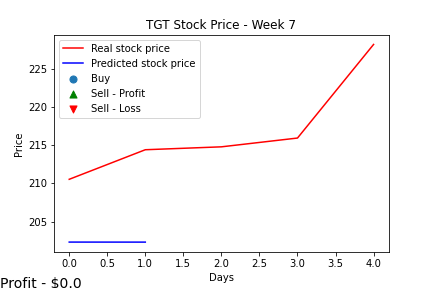 TGT Stock Price - Week 7
Real stock price
Predicted stock price
Buy
Sell - Profit
Sell - Loss
Price
225
220
215
210
205
0.0 0.5 1.0 1.5 2.0 2.5 3.0 3.5 4.0
Days
Profit - $0.0